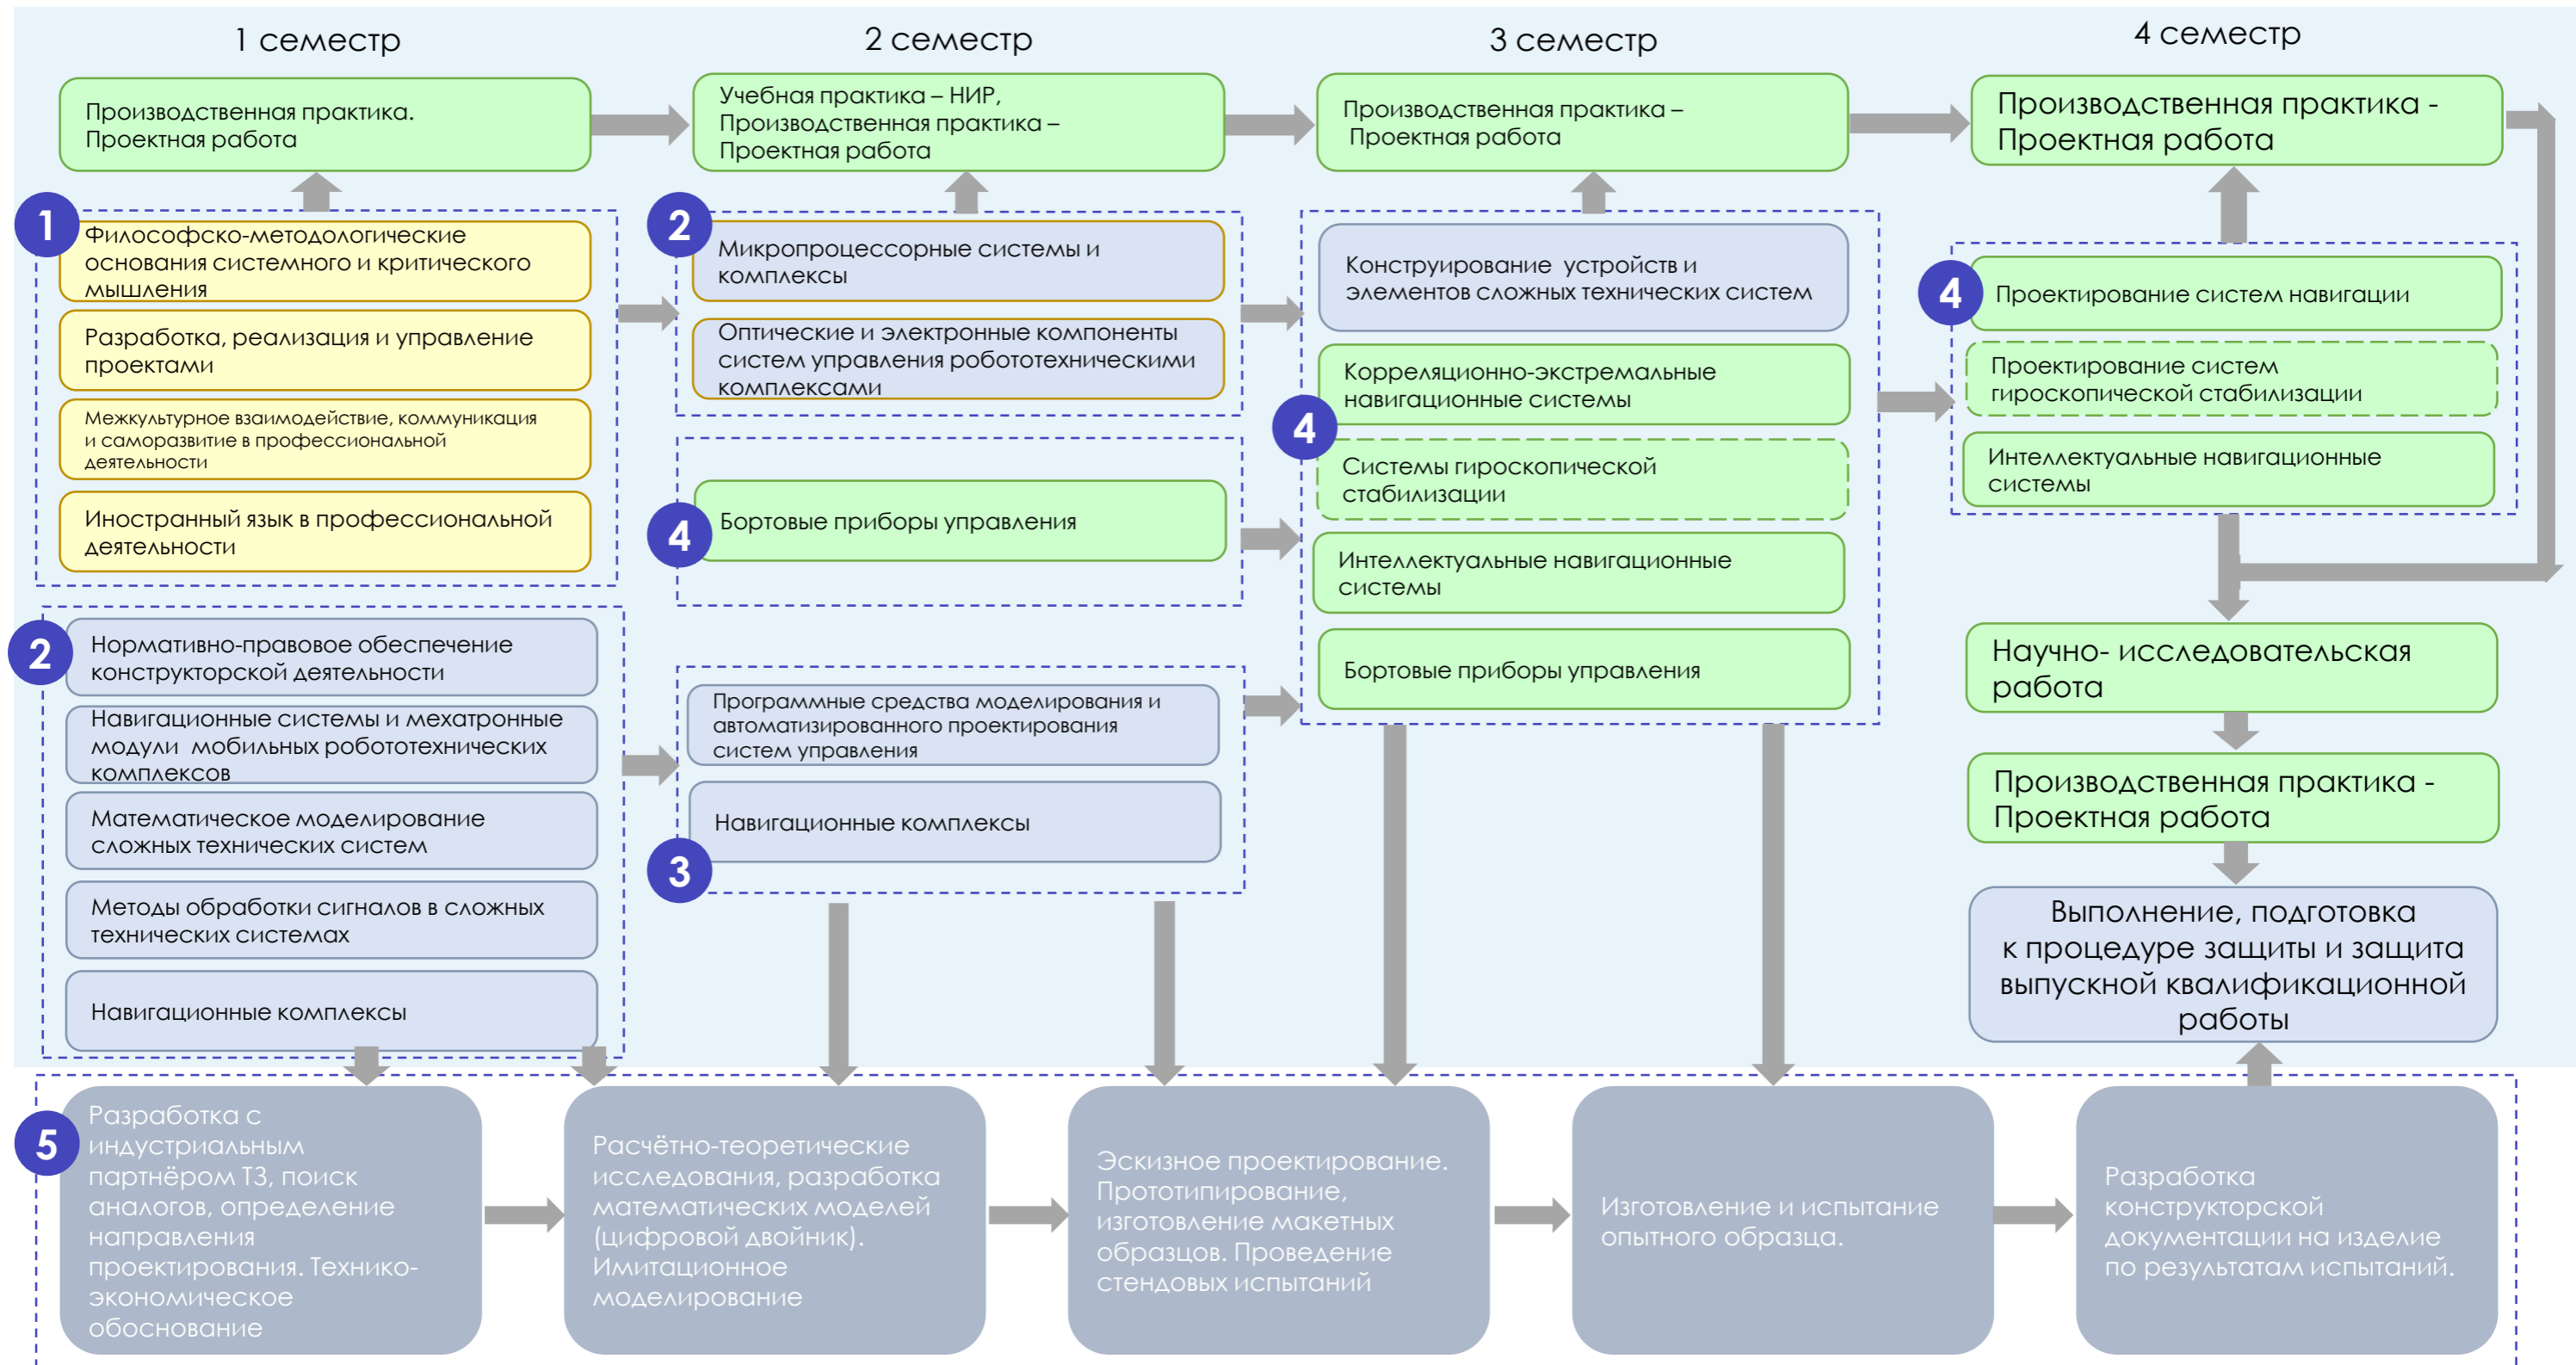 1 семестр
2 семестр
3 семестр
4 семестр
Производственная практика.
Проектная работа
Учебная практика – НИР,
Производственная практика –
Проектная работа
Производственная практика –
Проектная работа
Производственная практика -
Проектная работа
1
Философско-методологические
основания системного и критического
мышления
Разработка, реализация и управление
проектами
Межкультурное взаимодействие, коммуникация
и саморазвитие в профессиональной
деятельности
Иностранный язык в профессиональной
деятельности
2
Нормативно-правовое обеспечение
конструкторской деятельности
Навигационные системы и мехатронные
модули мобильных робототехнических
комплексов
Математическое моделирование
сложных технических систем
Методы обработки сигналов в сложных
технических системах
Навигационные комплексы
2
Микропроцессорные системы и
комплексы
Оптические и электронные компоненты
систем управления робототехническими
комплексами
4
Бортовые приборы управления
Программные средства моделирования и
автоматизированного проектирования
систем управления
Навигационные комплексы
3
Конструирование устройств и
элементов сложных технических систем
Корреляционно-экстремальные
навигационные системы
4
Системы гироскопической
стабилизации
Интеллектуальные навигационные
системы
Бортовые приборы управления
4
Проектирование систем навигации
Проектирование систем
гироскопической стабилизации
Интеллектуальные навигационные
системы
Научно- исследовательская
работа
Производственная практика -
Проектная работа
Выполнение, подготовка
к процедуре защиты и защита
выпускной квалификационной
работы
5
Разработка с
индустриальным
партнёром ТЗ, поиск
аналогов, определение
направления
проектирования. Технико-
экономическое
обоснование
Расчётно-теоретические
исследования, разработка
математических моделей
(цифровой двойник).
Имитационное
моделирование
Эскизное проектирование.
Прототипирование,
изготовление макетных
образцов. Проведение
стендовых испытаний
Изготовление и испытание
опытного образца.
Разработка
конструкторской
документации на изделие
по результатам испытаний.